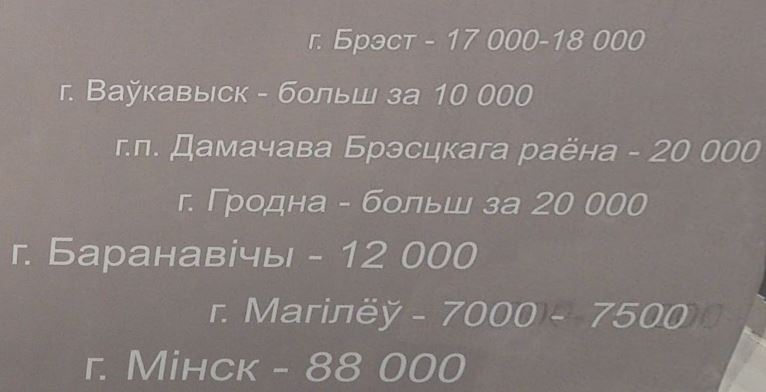 г. Брэст - 17 000-18 000
г. Ваўкавыск - больш за 10 000
г.п. Дамачава Брэсцкага раёна - 20 000
г. Гродна - больш за 20 000
г. Баранавічы - 12 000
г. Магілёў - 7000 - 7500
г. Мінск - 88 000